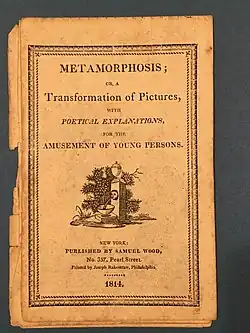 METAMORPHOSIS;
OR, A
Transformation of Pictures,
WITH
POETICAL EXPLANATIONS,
FOR THE
AMUSEMENT OF YOUNG PERSONS.
NEW YORK:
PUBLISHED BY SAMUEL WOOD,
No. 357, Pearl Street.
Printed by Joseph Rakestraw, Philadelphia.
1814.